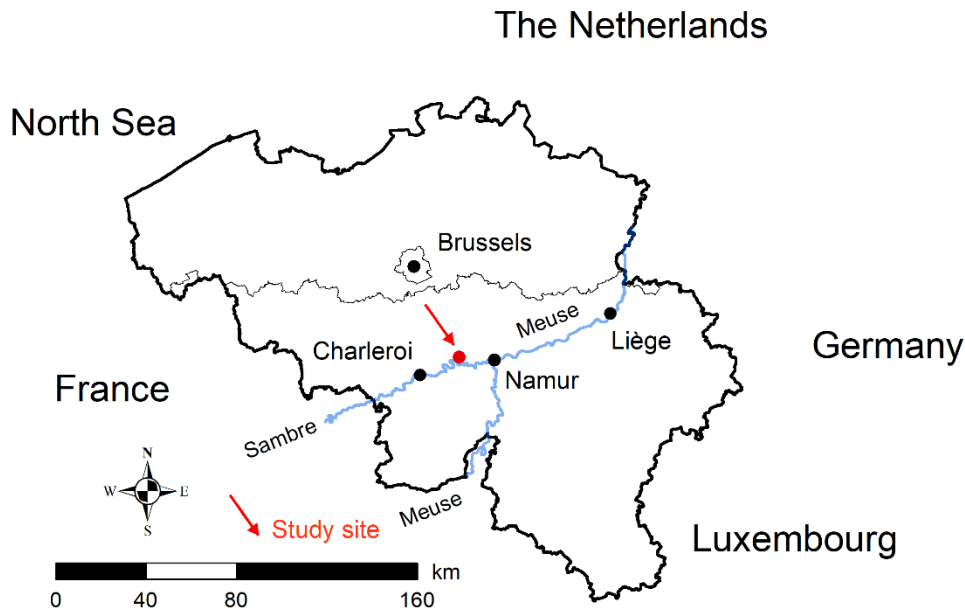 The Netherlands
North Sea
Brussels
Meuse
Liège
Charleroi
Germany
Namur
France
Sambre
Meuse
N
W E
S
Study site
Luxembourg
km
0 40 80 160